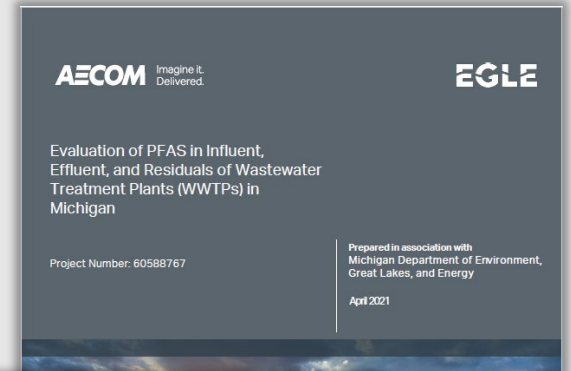 AECOM Imagine it.
Delivered.
EGLE
Evaluation of PFAS in Influent,
Effluent, and Residuals of Wastewater
Treatment Plants (WWTPs) in
Michigan
Project Number: 60588767
Prepared in association with
Michigan Department of Environment,
Great Lakes, and Energy
April 2021